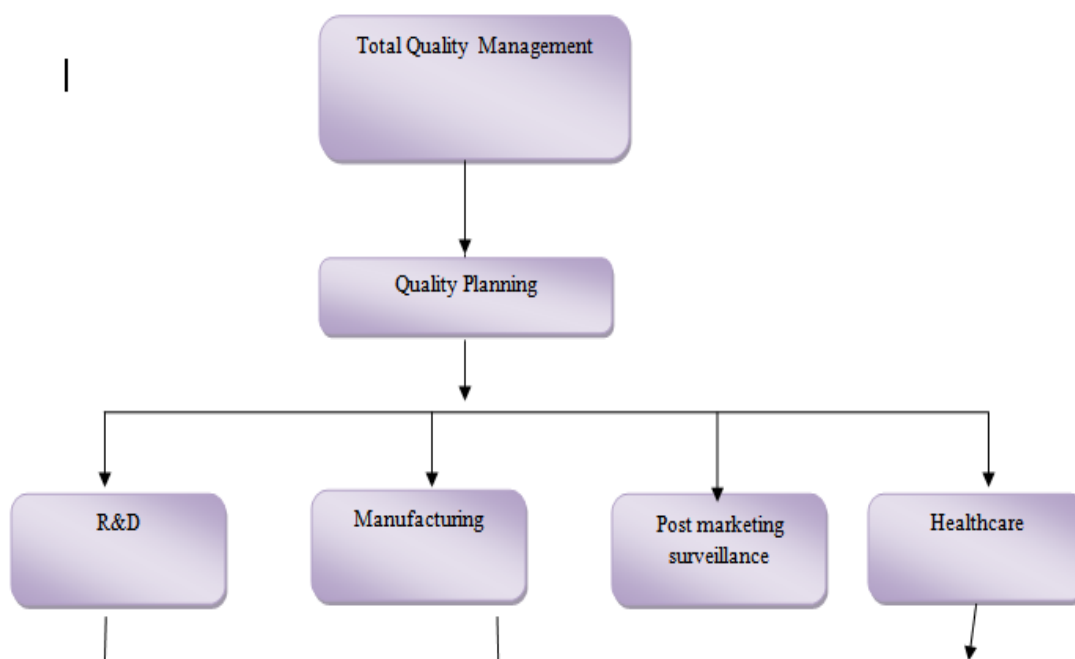 Total Quality Management
Quality Planning
R&D
Manufacturing
Post marketing
surveillance
Healthcare